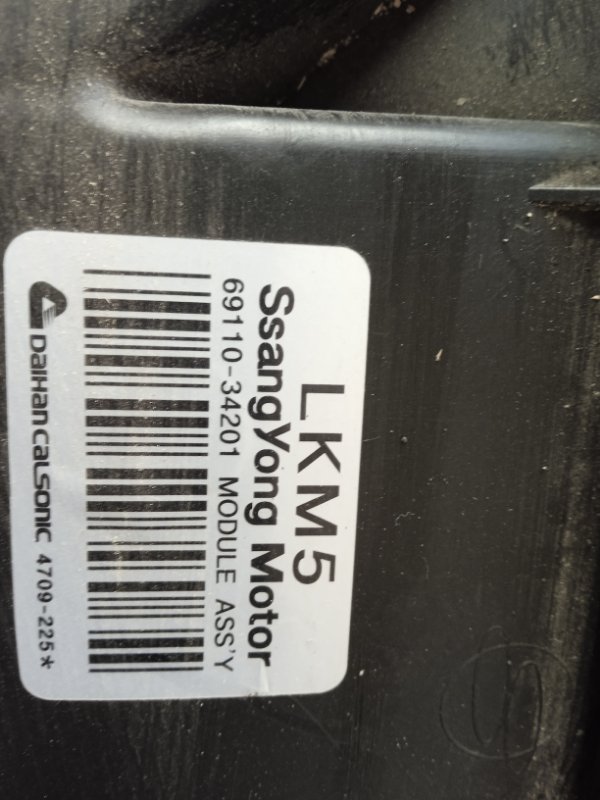 LKM5
SsangYong Motor
69110-34201 MODULE ASS'Y
DAIHAN CALSONIC 4709-225*